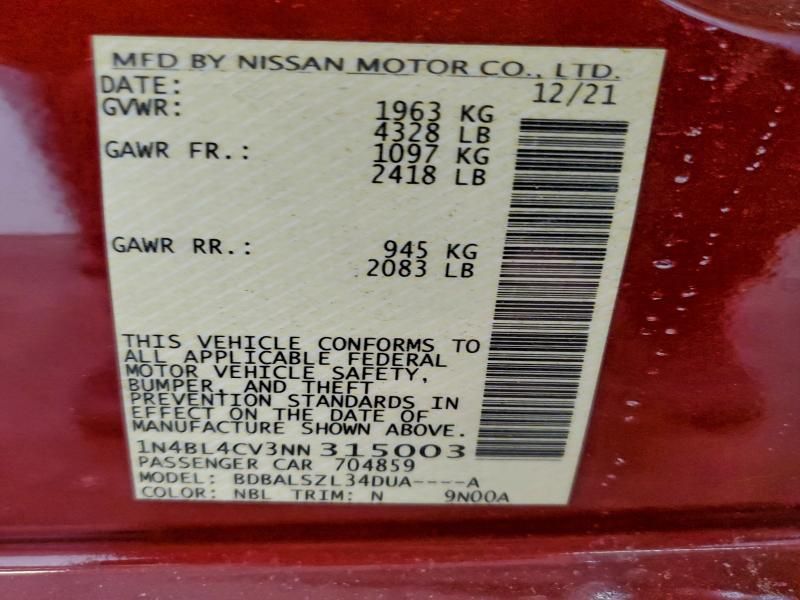 MFD BY NISSAN MOTOR CO., LTD.
DATE: 12/21
GVWR: 1963 KG
4328 LB
GAWR FR.: 1097 KG
2418 LB
GAWR RR.: 945 KG
2083 LB
THIS VEHICLE CONFORMS TO
ALL APPLICABLE FEDERAL
MOTOR VEHICLE SAFETY,
BUMPER, AND THEFT
PREVENTION STANDARDS IN
EFFECT ON THE DATE OF
MANUFACTURE SHOWN ABOVE.
1N4BL4CV3NN315003
PASSENGER CAR 704859
MODEL: BDBALSZL34DUA----A
COLOR: NBL TRIM: N 9N00A